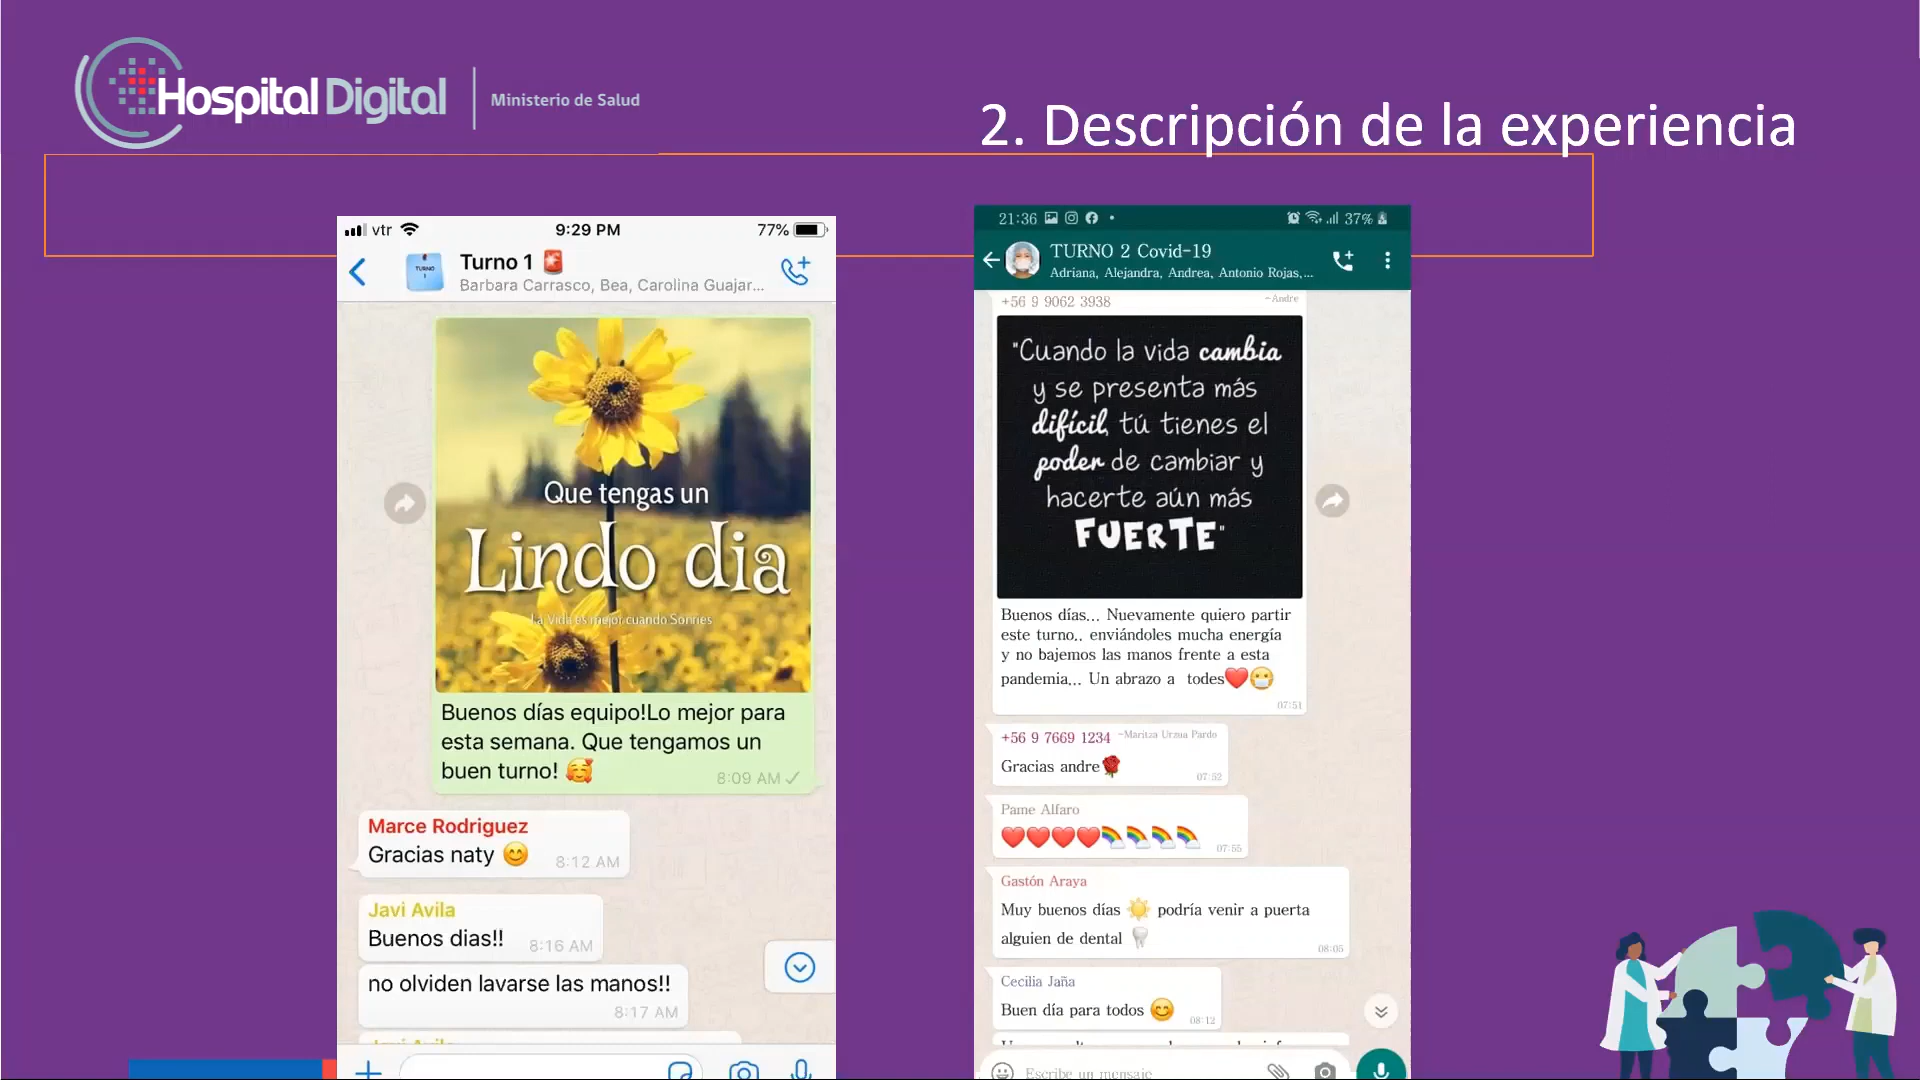 Hospital Digital
Ministerio de Salud
2. Descripción de la experiencia
vtr
9:29 PM
77%
TURNO
1
Turno 1
Barbara Carrasco, Bea, Carolina Guajar...
Que tengas un
Lindo dia
La Vida es mejor cuando Sonries
Buenos días equipo!Lo mejor para
esta semana. Que tengamos un
buen turno! 🥰
8:09 AM
Marce Rodriguez
Gracias naty 😊
8:12 AM
Javi Avila
Buenos dias!!
8:16 AM
no olviden lavarse las manos!!
8:17 AM
21:36
37%
TURNO 2 Covid-19
Adriana, Alejandra, Andrea, Antonio Rojas,...
+56 9 9062 3938
~Andre
"Cuando la vida cambia
y se presenta más
difícil, tú tienes el
poder de cambiar y
hacerte aún más
FUERTE"
Buenos días... Nuevamente quiero partir
este turno.. enviándoles mucha energía
y no bajemos las manos frente a esta
pandemia... Un abrazo a todes❤️😷
07:51
+56 9 7669 1234 ~Maritza Urzua Pardo
Gracias andre🌹
07:52
Pame Alfaro
❤️❤️❤️❤️🌈🌈🌈🌈
07:55
Gastón Araya
Muy buenos días ☀️ podría venir a puerta
alguien de dental 🦷
08:05
Cecilia Jaña
Buen día para todos 😊
08:12
Escribe un mensaje